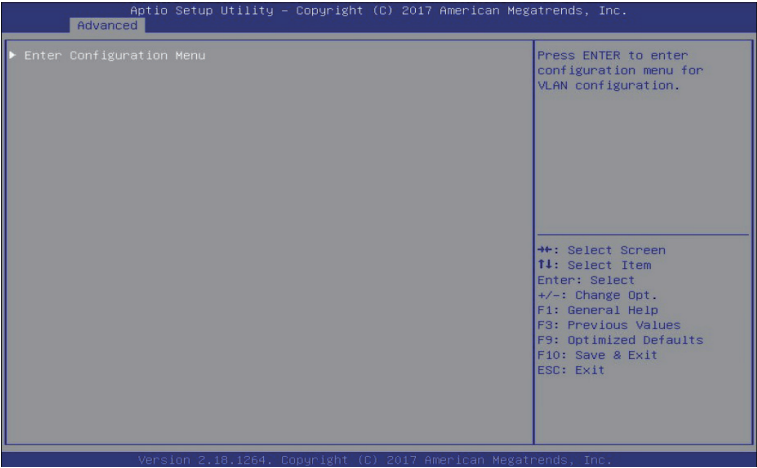 Aptio Setup Utility – Copyright (C) 2017 American Megatrends, Inc.
Advanced
▶ Enter Configuration Menu
Press ENTER to enter
configuration menu for
VLAN configuration.
→←: Select Screen
↑↓: Select Item
Enter: Select
+/-: Change Opt.
F1: General Help
F3: Previous Values
F9: Optimized Defaults
F10: Save & Exit
ESC: Exit
Version 2.18.1264. Copyright (C) 2017 American Megatrends, Inc.